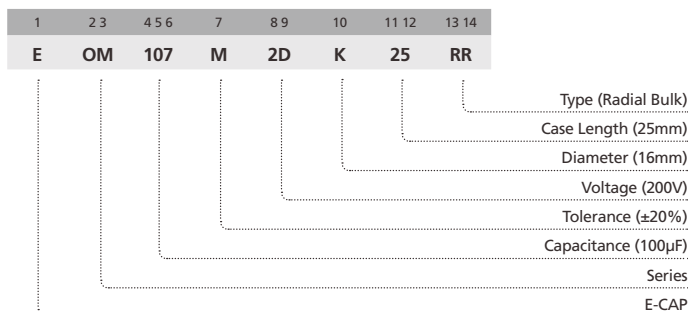 1 2 3 4 5 6 7 8 9 10 11 12 13 14
E OM 107 M 2D K 25 RR
Type (Radial Bulk)
Case Length (25mm)
Diameter (16mm)
Voltage (200V)
Tolerance (±20%)
Capacitance (100µF)
Series
E-CAP